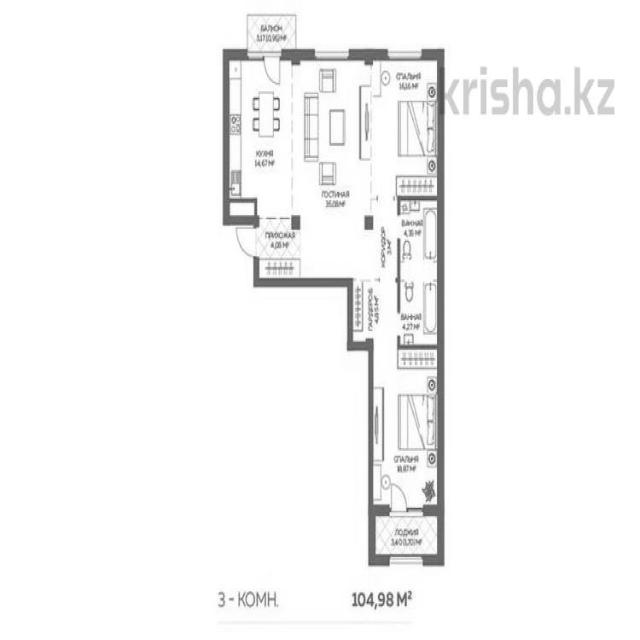 БАЛКОН
3,17(0,95)М²
СПАЛЬНЯ
16,16 М²
krisha.kz
КУХНЯ
14,67 М²
ГОСТИНАЯ
35,08 М²
ПРИХОЖАЯ
4,08 М²
КОРИДОР
3 М²
ВАННАЯ
4,35 М²
ГАРДЕРОБ
4,85 М²
ВАННАЯ
4,27 М²
СПАЛЬНЯ
18,87 М²
ЛОДЖИЯ
3,40(1,70)М²
3 - КОМН.
104,98 М²